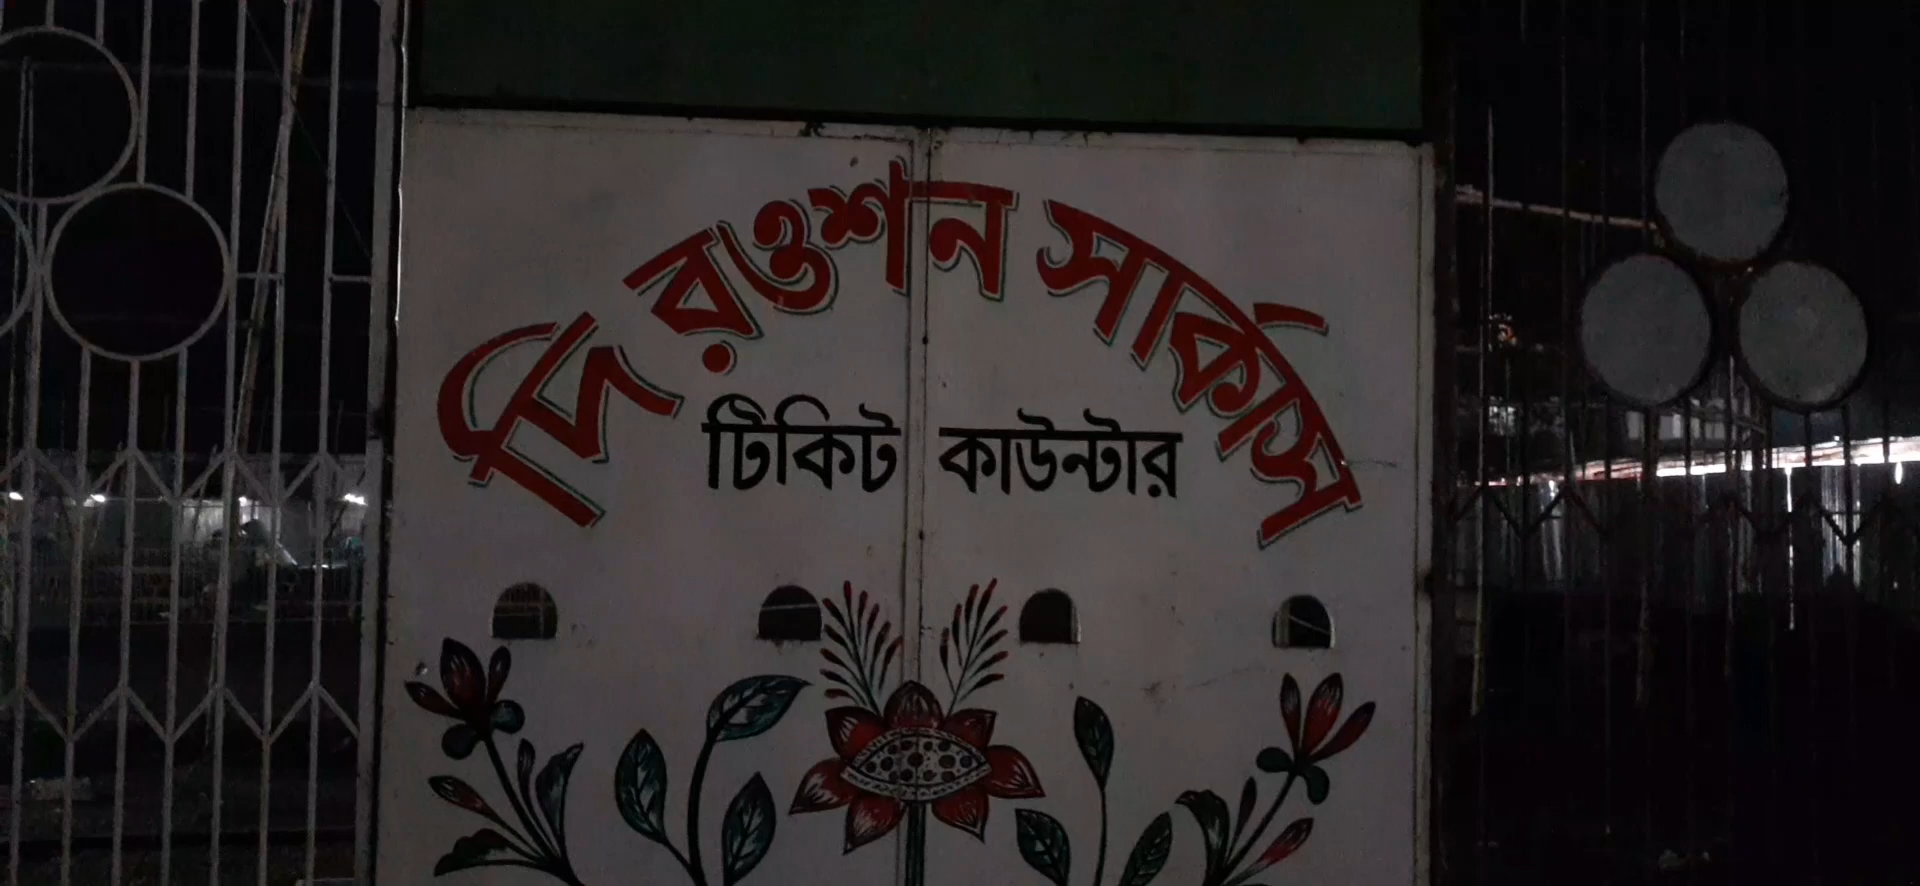 দি রওশন সার্কাস
টিকিট কাউন্টার